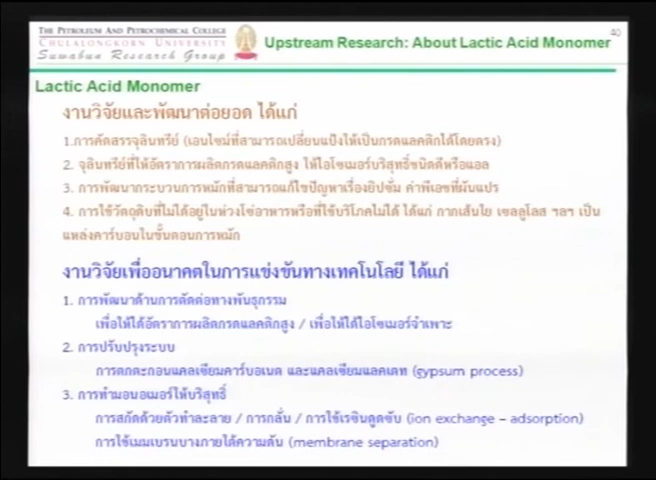 THE PETROLEUM AND PETROCHEMICAL COLLEGE
CHULALONGKORN UNIVERSITY
Suwabun Research Group
Upstream Research: About Lactic Acid Monomer
40
Lactic Acid Monomer
งานวิจัยและพัฒนาต่อยอด ได้แก่
1.การคัดสรรจุลินทรีย์ (เอนไซม์ที่สามารถเปลี่ยนแป้งให้เป็นกรดแลคติกได้โดยตรง)
2. จุลินทรีย์ที่ให้อัตราการผลิตกรดแลคติกสูง ให้ไอโซเมอร์บริสุทธิ์ชนิดดีหรือแอล
3. การพัฒนากระบวนการหมักที่สามารถแก้ไขปัญหาเรื่องยิปซั่ม ค่าพีเอชที่ผันแปร
4. การใช้วัตถุดิบที่ไม่ได้อยู่ในห่วงโซ่อาหารหรือที่ใช้บริโภคไม่ได้ ได้แก่ กากเส้นใย เซลลูโลส ฯลฯ เป็น
แหล่งคาร์บอนในขั้นตอนการหมัก
งานวิจัยเพื่ออนาคตในการแข่งขันทางเทคโนโลยี ได้แก่
1. การพัฒนาด้านการตัดต่อทางพันธุกรรม
เพื่อให้ได้อัตราการผลิตกรดแลคติกสูง / เพื่อให้ได้ไอโซเมอร์จำเพาะ
2. การปรับปรุงระบบ
การตกตะกอนแคลเซียมคาร์บอเนต และแคลเซียมแลคเตท (gypsum process)
3. การทำมอนอเมอร์ให้บริสุทธิ์
การสกัดด้วยตัวทำละลาย / การกลั่น / การใช้เรซินดูดซับ (ion exchange – adsorption)
การใช้เมมเบรนบางภายใต้ความดัน (membrane separation)